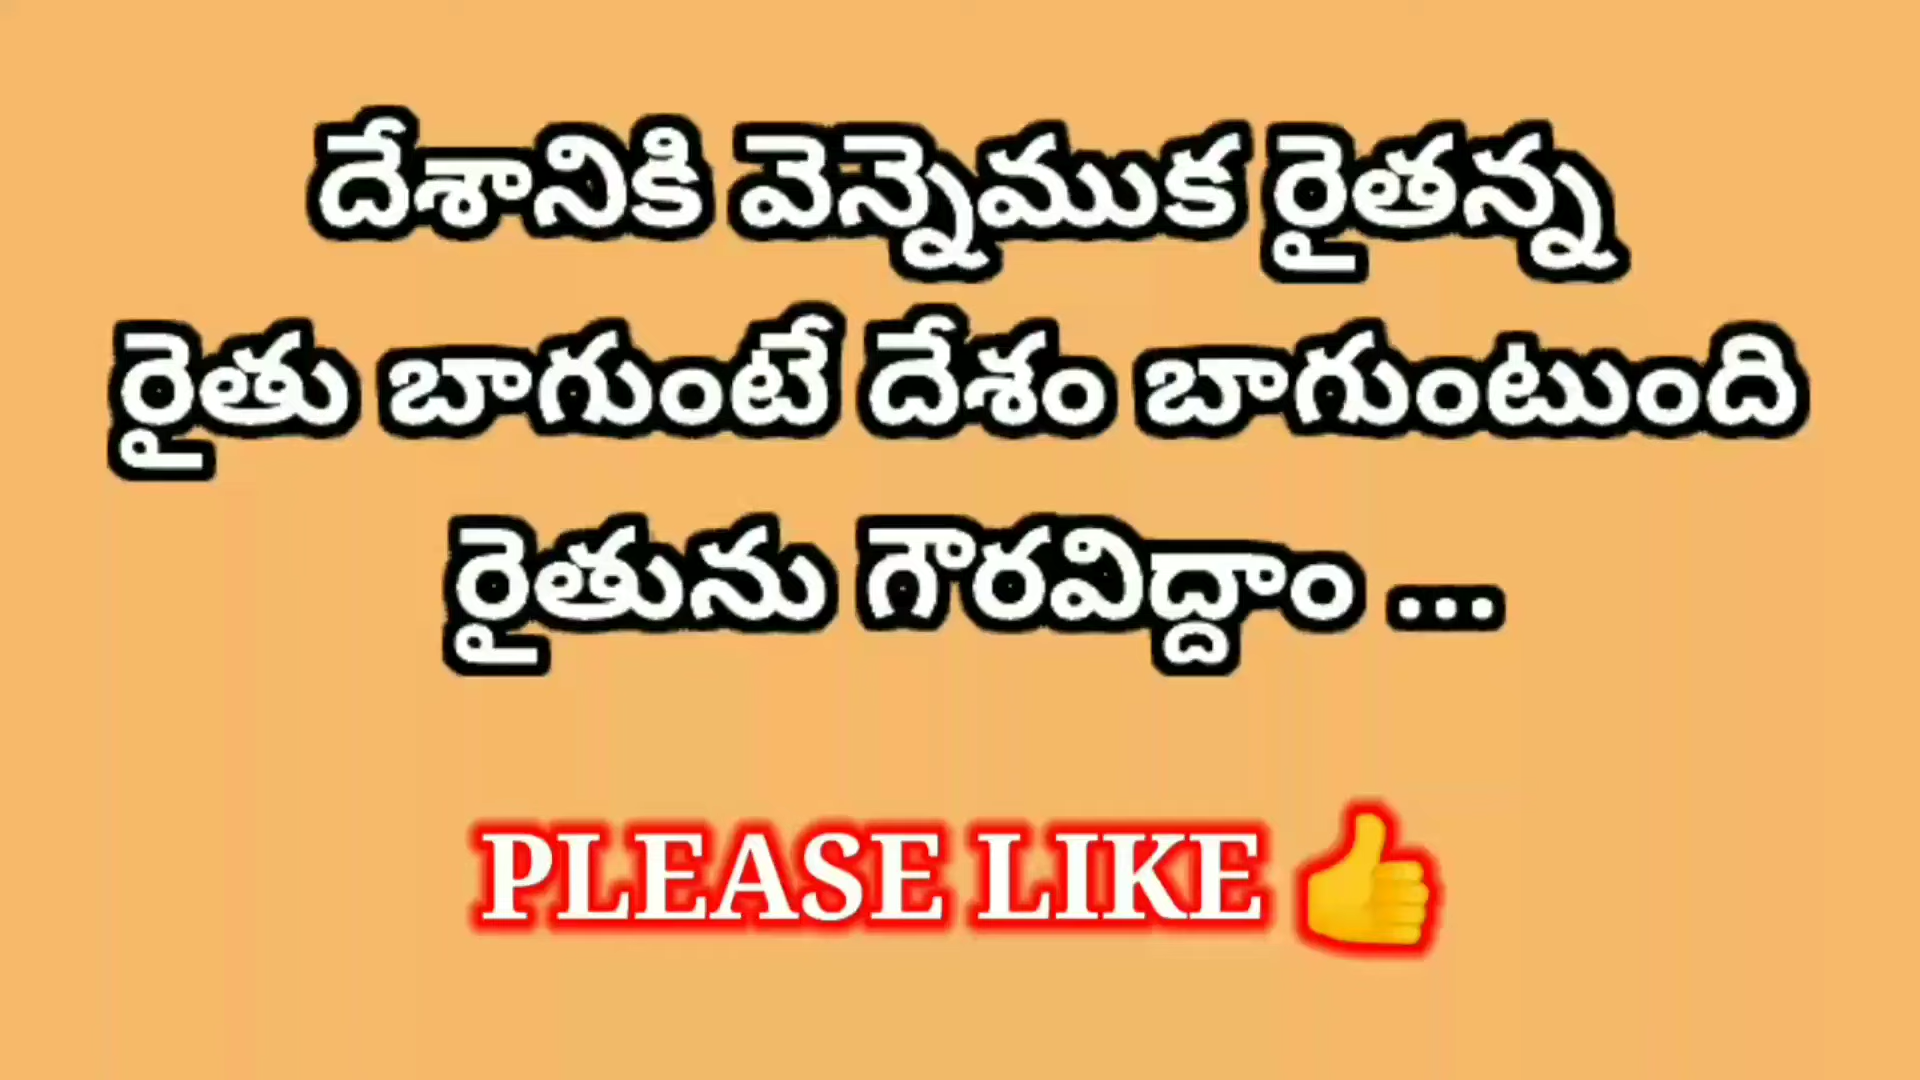 దేశానికి వెన్నెముక రైతన్న
రైతు బాగుంటే దేశం బాగుంటుంది
రైతును గౌరవిద్దాం ...
PLEASE LIKE 👍